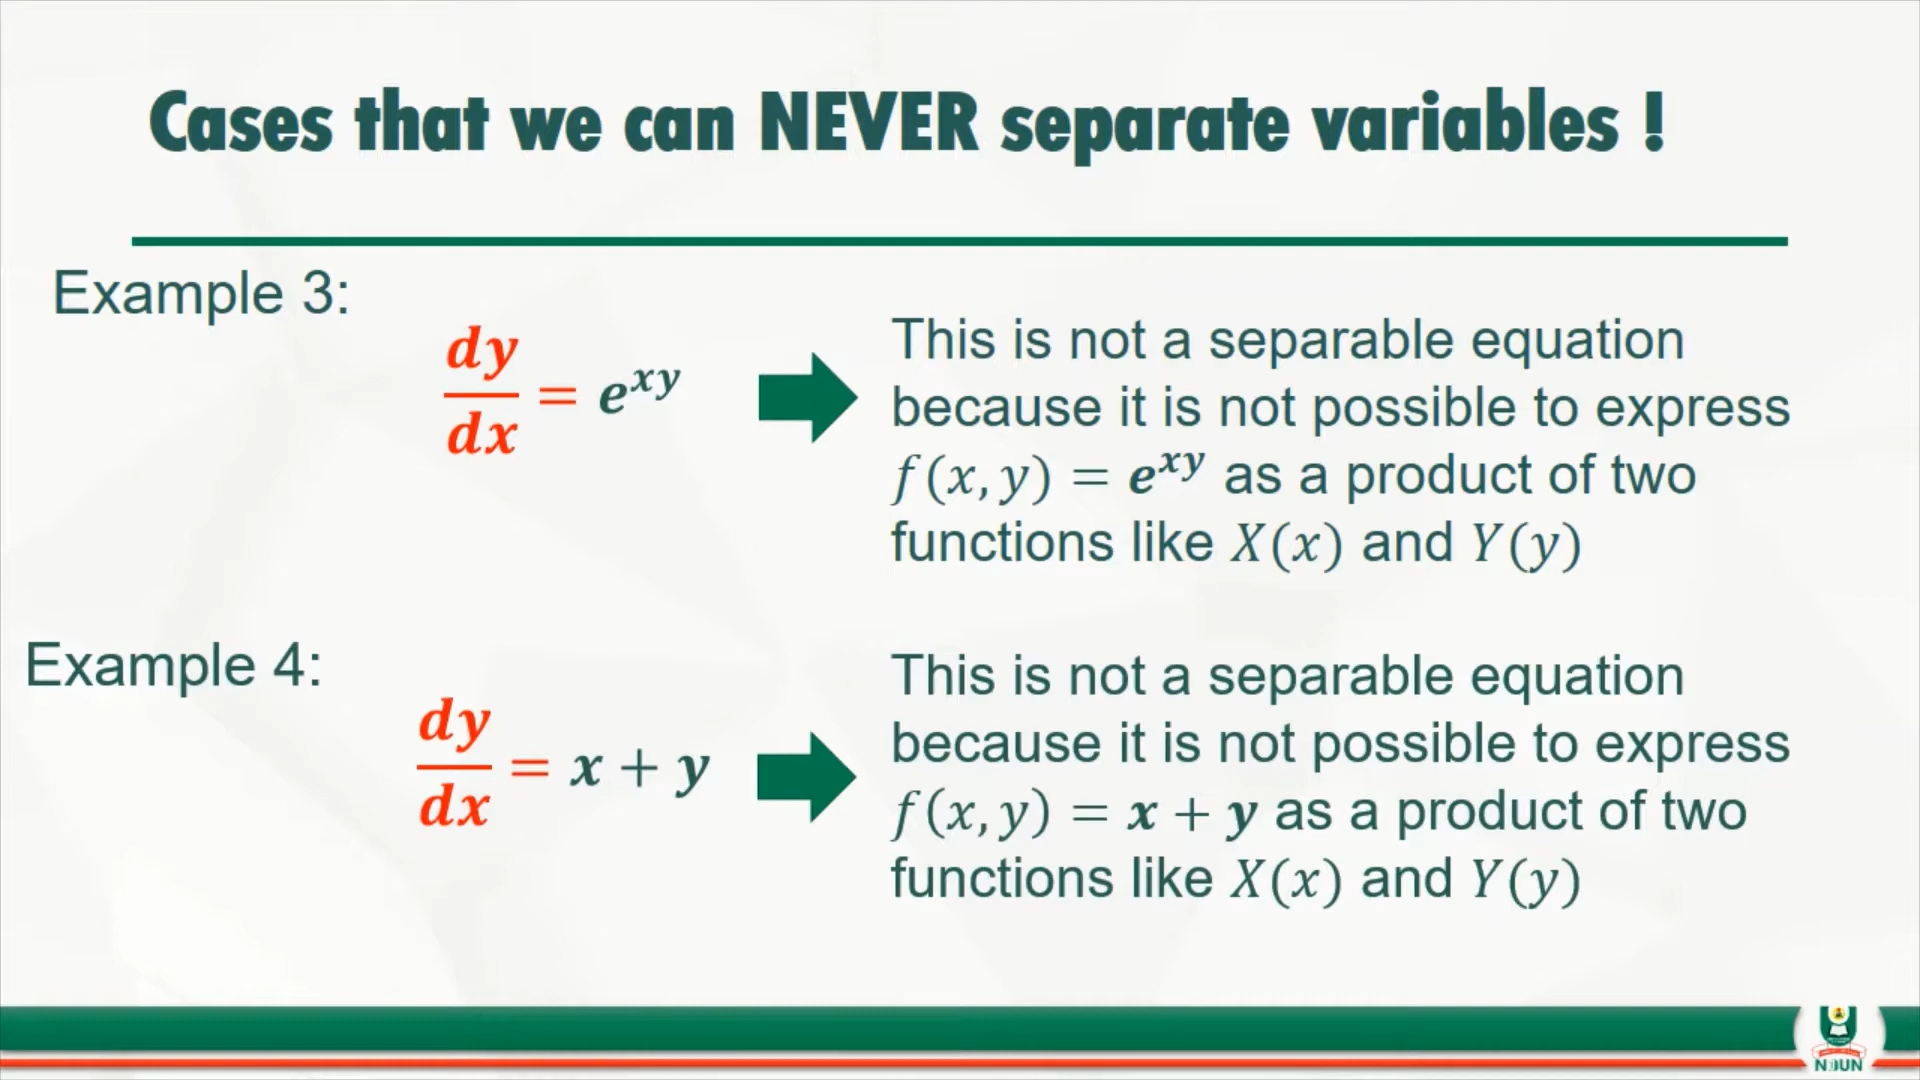 Cases that we can NEVER separate variables !
Example 3:
dy/dx = e^{xy}
This is not a separable equation
because it is not possible to express
f(x, y) = e^{xy} as a product of two
functions like X(x) and Y(y)
Example 4:
dy/dx = x + y
This is not a separable equation
because it is not possible to express
f(x, y) = x + y as a product of two
functions like X(x) and Y(y)
NOUN